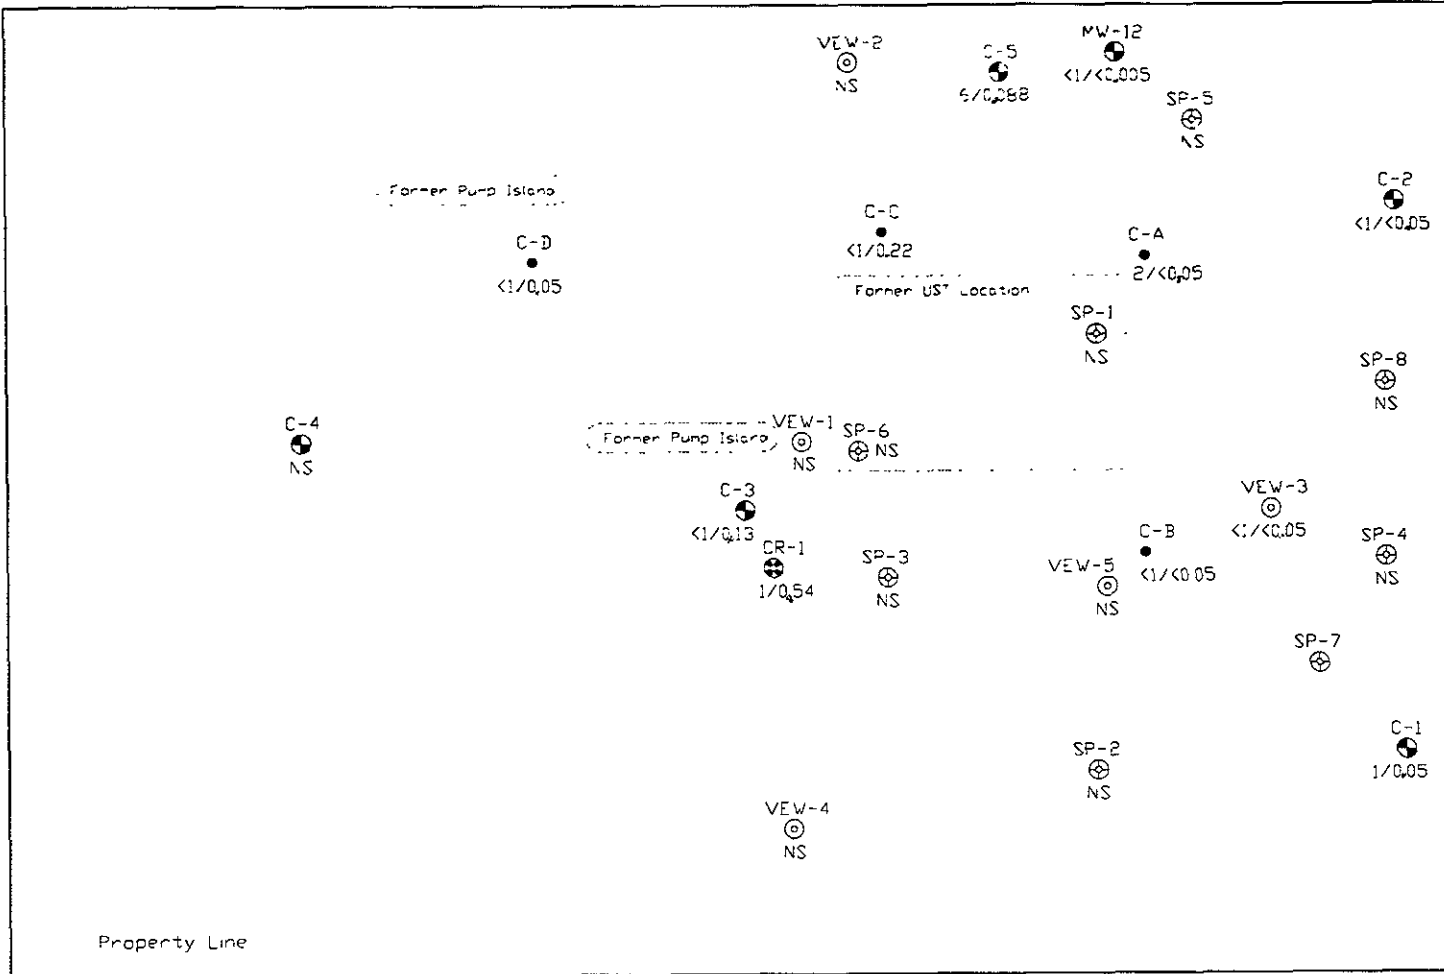 MW-12
VEW-2
C-5
<1/<0.005
NS
SP-5
NS
C-2
Former Pump Island
<1/<0.05
C-C
C-A
C-D
<1/0.22
2/<0.05
<1/0.05
Former UST Location
SP-1
NS
SP-8
NS
C-4
NS
VEW-1
NS
SP-6
NS
Former Pump Island
C-3
<1/0.13
VEW-3
<1/<0.05
CR-1
1/0.54
SP-3
NS
C-B
<1/<0.05
SP-4
NS
VEW-5
NS
SP-7
C-1
1/0.05
SP-2
NS
VEW-4
NS
Property Line